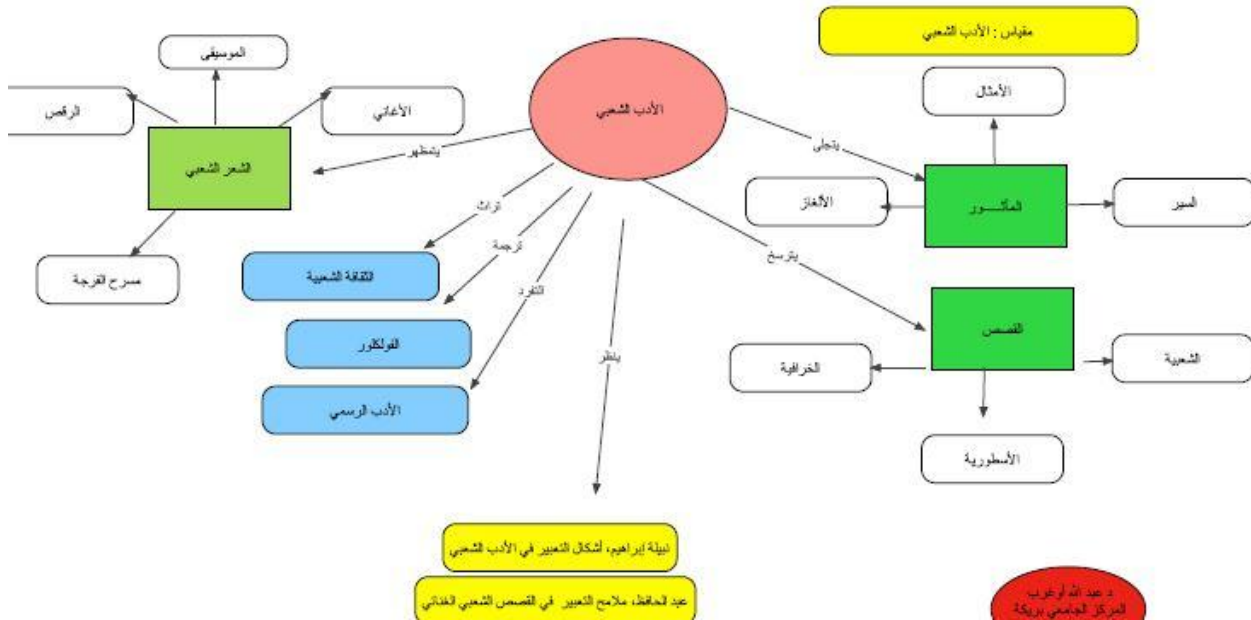 مقياس : الأدب الشعبي
الموسيقى
الأمثال
الرقص
الأغاني
الأدب الشعبي
يتجلى
يتمظهر
الشعر الشعبي
المأثـــــور
السير
الألغاز
تراث
ترجمة
التفرد
يترسخ
الثقافة الشعبية
مسرح الفرجة
القصص
الفولكلور
يناظر
الخرافية
الشعبية
الأدب الرسمي
الأسطورية
نبيلة إبراهيم، أشكال التعبير في الأدب الشعبي
عبد الحافظ، ملامح التعبير في القصص الشعبي الغنائي
د عبد الله أوغرب
المركز الجامعي بريكة